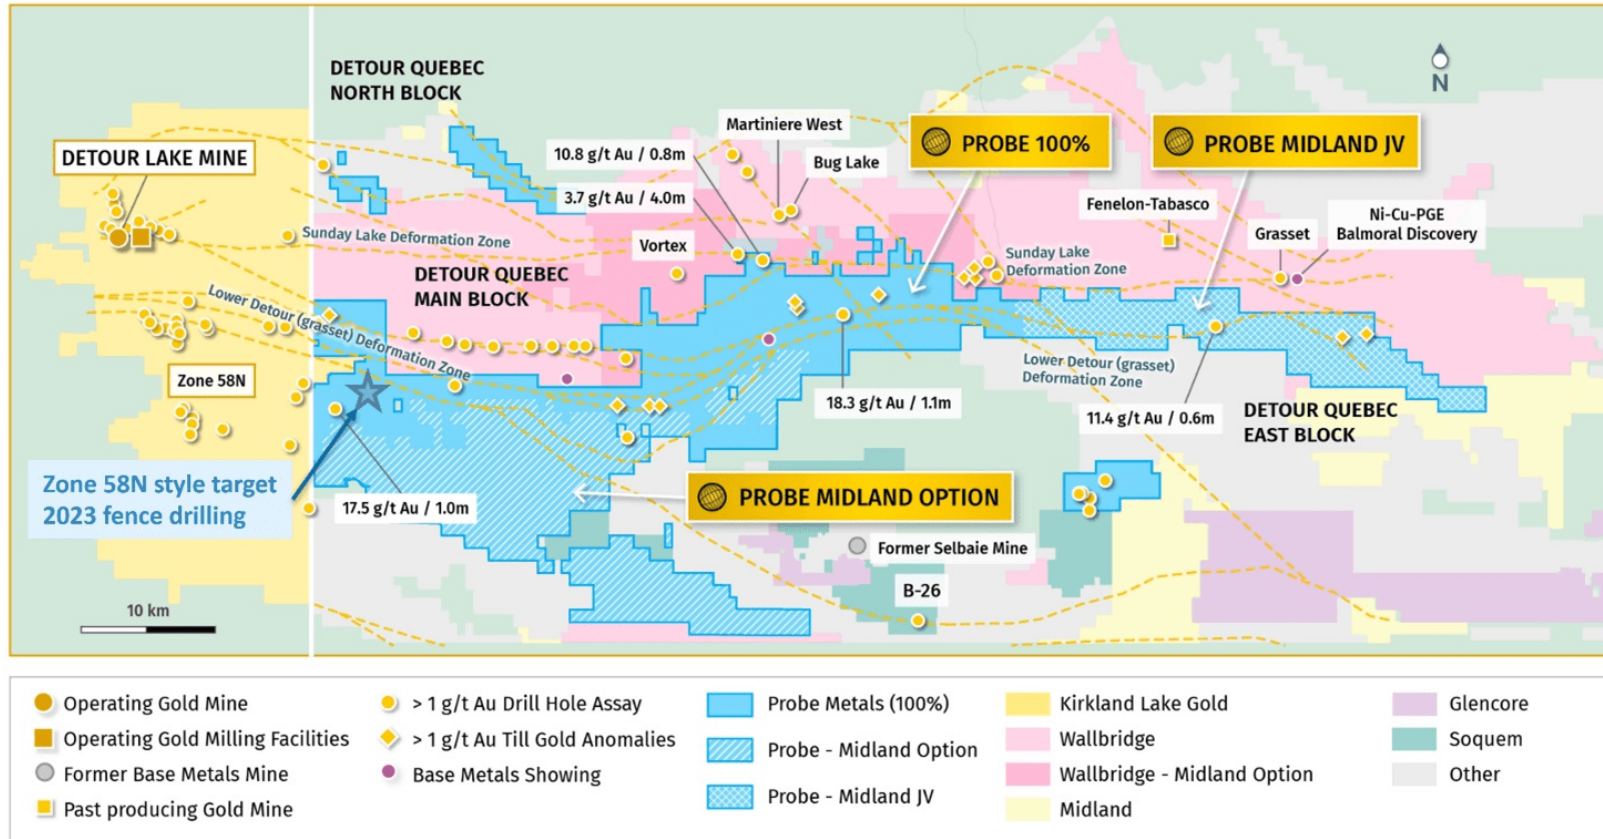 DETOUR QUEBEC
NORTH BLOCK
N
DETOUR LAKE MINE
Martiniere West
10.8 g/t Au / 0.8m
Bug Lake
PROBE 100%
PROBE MIDLAND JV
3.7 g/t Au / 4.0m
Fenelon-Tabasco
Ni-Cu-PGE
Balmoral Discovery
Grasset
Sunday Lake Deformation Zone
Vortex
Sunday Lake
Deformation Zone
DETOUR QUEBEC
MAIN BLOCK
Lower Detour (grasset) Deformation Zone
Zone 58N
Lower Detour (grasset)
Deformation Zone
18.3 g/t Au / 1.1m
11.4 g/t Au / 0.6m
DETOUR QUEBEC
EAST BLOCK
Zone 58N style target
2023 fence drilling
17.5 g/t Au / 1.0m
PROBE MIDLAND OPTION
Former Selbaie Mine
B-26
10 km
Operating Gold Mine
Operating Gold Milling Facilities
Former Base Metals Mine
Past producing Gold Mine
> 1 g/t Au Drill Hole Assay
> 1 g/t Au Till Gold Anomalies
Base Metals Showing
Probe Metals (100%)
Probe - Midland Option
Probe - Midland JV
Kirkland Lake Gold
Wallbridge
Wallbridge - Midland Option
Midland
Glencore
Soquem
Other